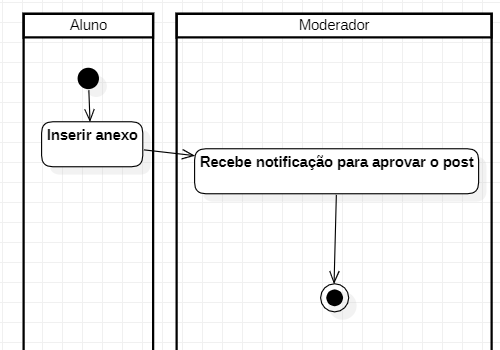 Aluno
Moderador
Inserir anexo
Recebe notificação para aprovar o post